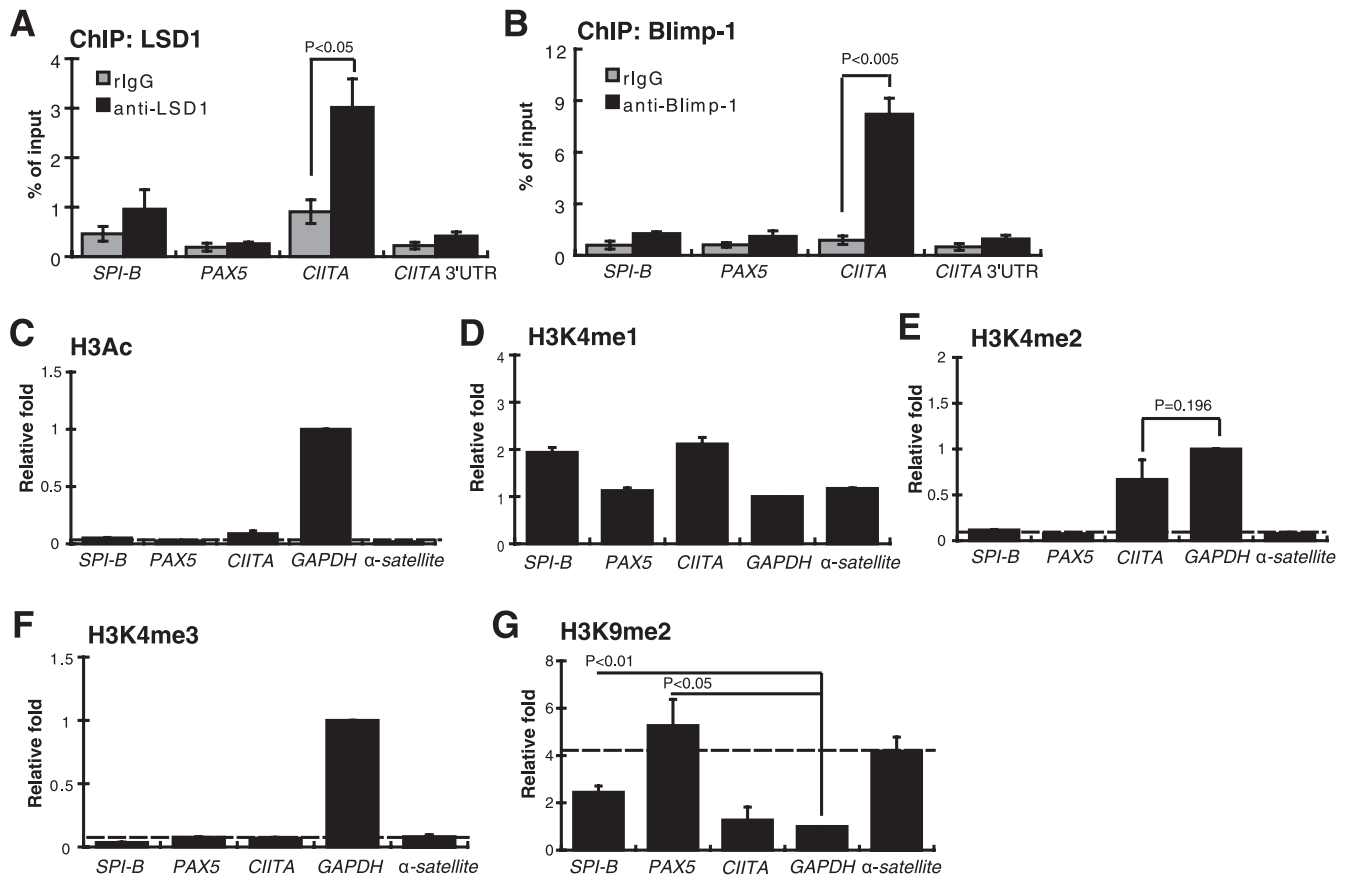 A
ChIP: LSD1
P<0.05
rIgG
anti-LSD1
% of input
4
3
2
1
0
SPI-B PAX5 CIITA CIITA 3'UTR
B
ChIP: Blimp-1
P<0.005
rIgG
anti-Blimp-1
% of input
12
9
6
3
0
SPI-B PAX5 CIITA CIITA 3'UTR
C
H3Ac
Relative fold
1.5
1
0.5
0
SPI-B PAX5 CIITA GAPDH α-satellite
D
H3K4me1
Relative fold
4
3
2
1
0
SPI-B PAX5 CIITA GAPDH α-satellite
E
H3K4me2
P=0.196
Relative fold
2
1.5
1
0.5
0
SPI-B PAX5 CIITA GAPDH α-satellite
F
H3K4me3
Relative fold
1.5
1
0.5
0
SPI-B PAX5 CIITA GAPDH α-satellite
G
H3K9me2
P<0.01
P<0.05
Relative fold
8
6
4
2
0
SPI-B PAX5 CIITA GAPDH α-satellite